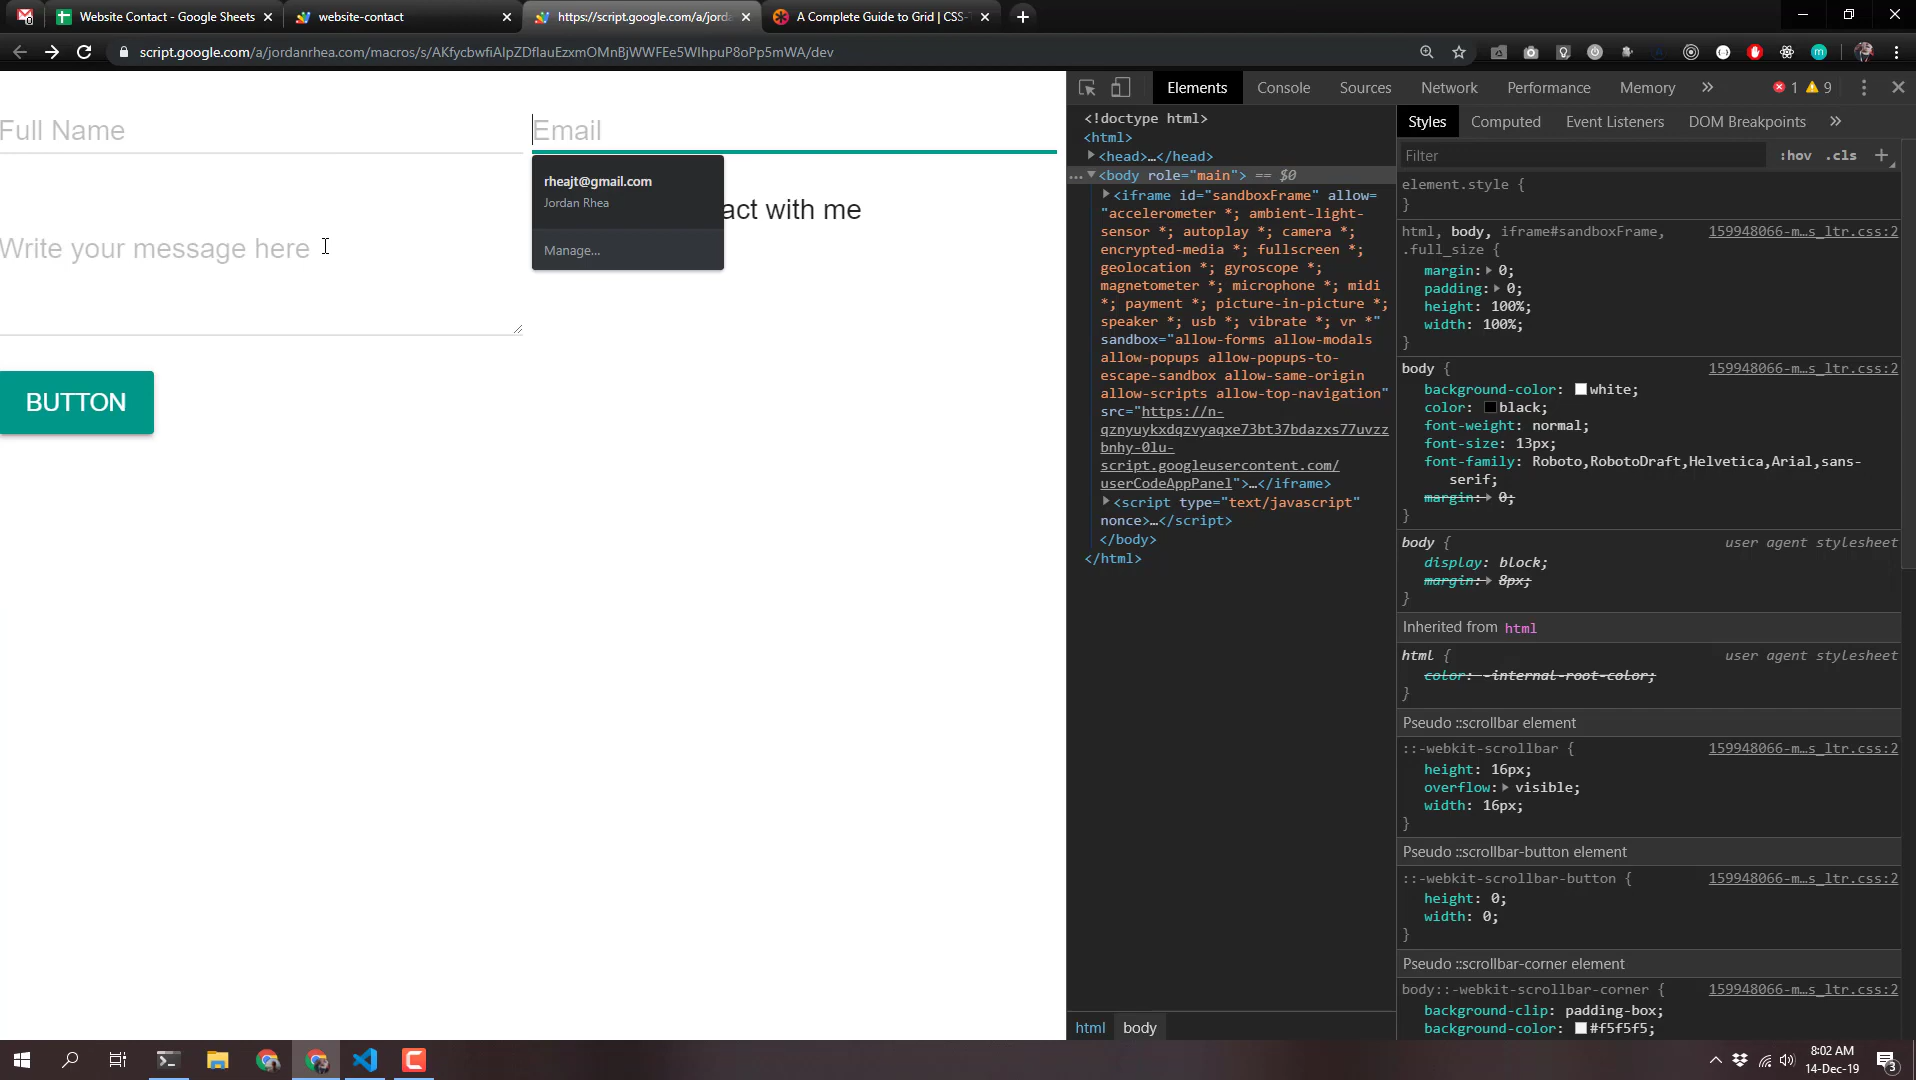 Website Contact - Google Sheets
website-contact
https://script.google.com/a/jorda
A Complete Guide to Grid | CSS-T
script.google.com/a/jordanrhea.com/macros/s/AKfycbwfiAIpZDflauEzxmOMnBjWWFEe5WIhpuP8oPp5mWA/dev
Full Name
Email
rheajt@gmail.com
Jordan Rhea
Manage...
act with me
Write your message here
BUTTON
Elements
Console
Sources
Network
Performance
Memory
»
1
9
<!doctype html>
<html>
<head>…</head>
<body role="main"> == $0
<iframe id="sandboxFrame" allow=
"accelerometer *; ambient-light-
sensor *; autoplay *; camera *;
encrypted-media *; fullscreen *;
geolocation *; gyroscope *;
magnetometer *; microphone *; midi
*; payment *; picture-in-picture *;
speaker *; usb *; vibrate *; vr *"
sandbox="allow-forms allow-modals
allow-popups allow-popups-to-
escape-sandbox allow-same-origin
allow-scripts allow-top-navigation"
src="https://n-
qznyuykxdqzvyaqxe73bt37bdazxs77uvzz
bnhy-0lu-
script.googleusercontent.com/
userCodeAppPanel">…</iframe>
<script type="text/javascript"
nonce>…</script>
</body>
</html>
html
body
Styles
Computed
Event Listeners
DOM Breakpoints
»
Filter
:hov
.cls
+
element.style {
}
html, body, iframe#sandboxFrame,
159948066-m…s_ltr.css:2
.full_size {
margin: 0;
padding: 0;
height: 100%;
width: 100%;
}
body {
159948066-m…s_ltr.css:2
background-color: white;
color: black;
font-weight: normal;
font-size: 13px;
font-family: Roboto,RobotoDraft,Helvetica,Arial,sans-
serif;
margin: 0;
}
body {
user agent stylesheet
display: block;
margin: 8px;
}
Inherited from html
html {
user agent stylesheet
color: -internal-root-color;
}
Pseudo ::scrollbar element
::-webkit-scrollbar {
159948066-m…s_ltr.css:2
height: 16px;
overflow: visible;
width: 16px;
}
Pseudo ::scrollbar-button element
::-webkit-scrollbar-button {
159948066-m…s_ltr.css:2
height: 0;
width: 0;
}
Pseudo ::scrollbar-corner element
body::-webkit-scrollbar-corner {
159948066-m…s_ltr.css:2
background-clip: padding-box;
background-color: #f5f5f5;
8:02 AM
14-Dec-19
3